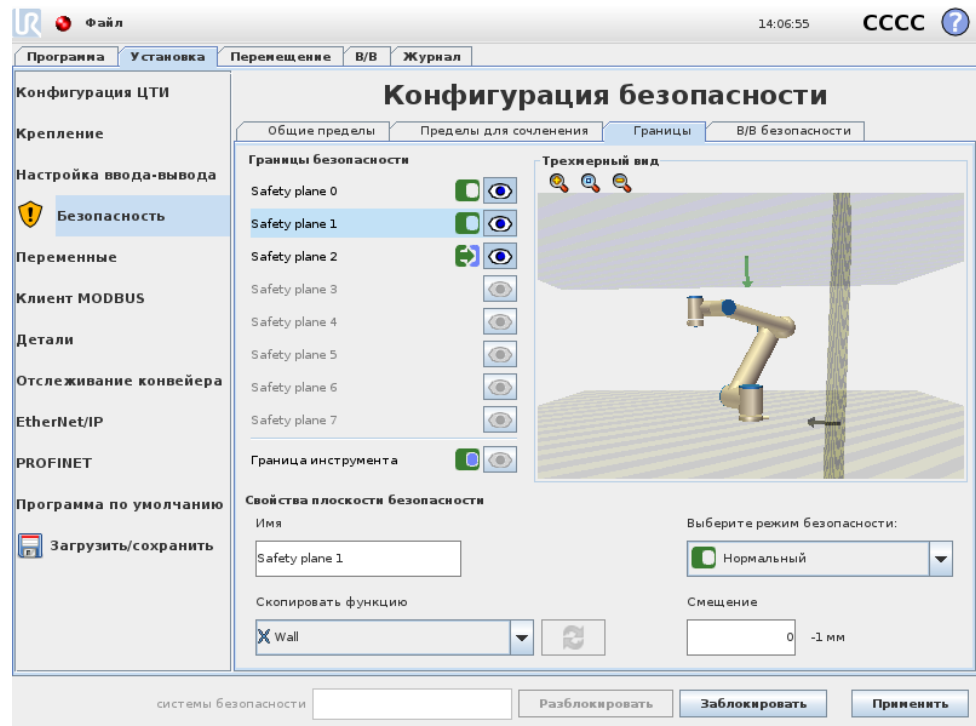 UR Файл 14:06:55 CCCC ?
Программа Установка Перемещение В/В Журнал
Конфигурация ЦТИ
Крепление
Настройка ввода-вывода
Безопасность
Переменные
Клиент MODBUS
Детали
Отслеживание конвейера
EtherNet/IP
PROFINET
Программа по умолчанию
Загрузить/сохранить
Конфигурация безопасности
Общие пределы Пределы для сочленения Границы В/В безопасности
Границы безопасности
Safety plane 0
Safety plane 1
Safety plane 2
Safety plane 3
Safety plane 4
Safety plane 5
Safety plane 6
Safety plane 7
Граница инструмента
Трехмерный вид
Свойства плоскости безопасности
Имя
Safety plane 1
Скопировать функцию
Wall
Выберите режим безопасности:
Нормальный
Смещение
0 -1 мм
системы безопасности Разблокировать Заблокировать Применить